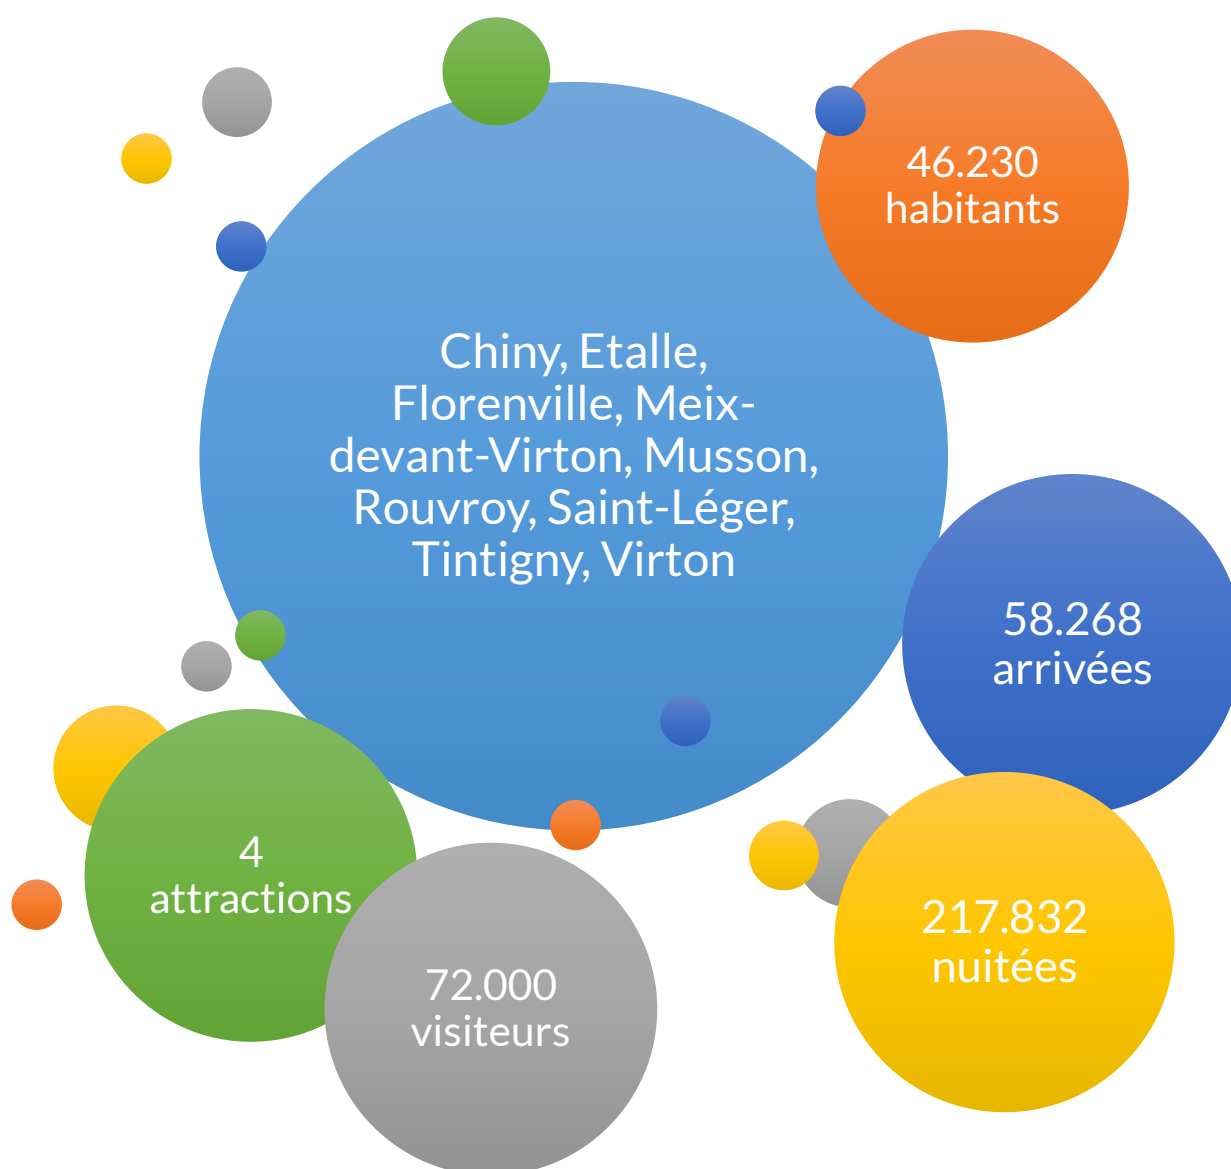 46.230
habitants
Chiny, Etalle,
Florenville, Meix-
devant-Virton, Musson,
Rouvroy, Saint-Léger,
Tintigny, Virton
58.268
arrivées
4
attractions
217.832
nuitées
72.000
visiteurs